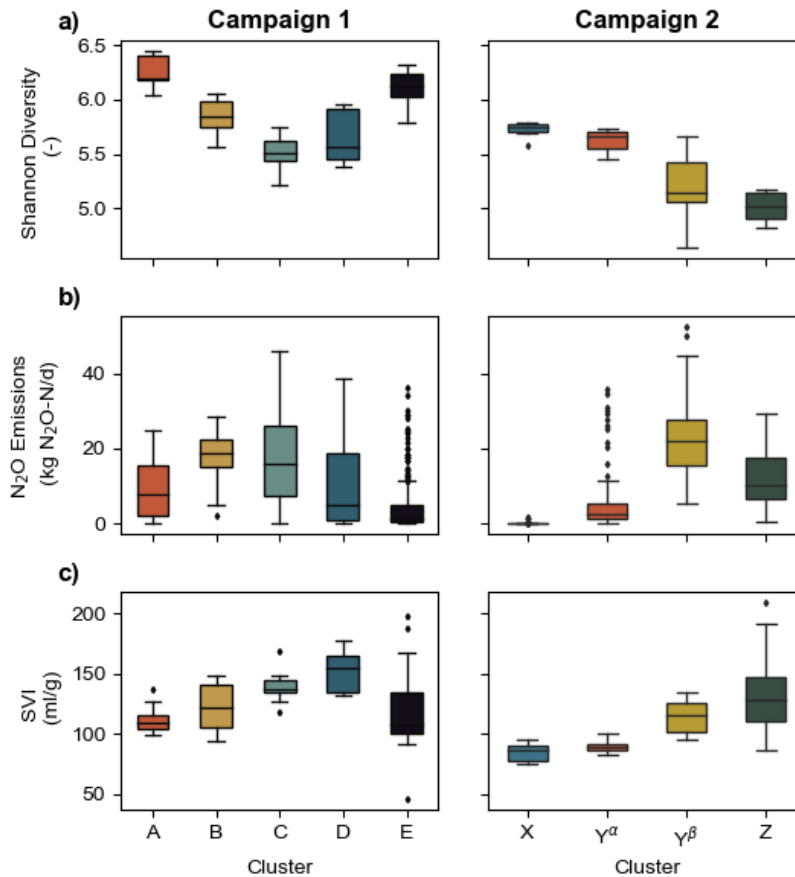 Campaign 1
Campaign 2
a)
6.5
6.0
5.5
5.0
Shannon Diversity
(-)
b)
40
20
0
N₂O Emissions
(kg N₂O-N/d)
c)
200
150
100
50
SVI
(ml/g)
A B C D E
X Yᵅ Yᵝ Z
Cluster
Cluster